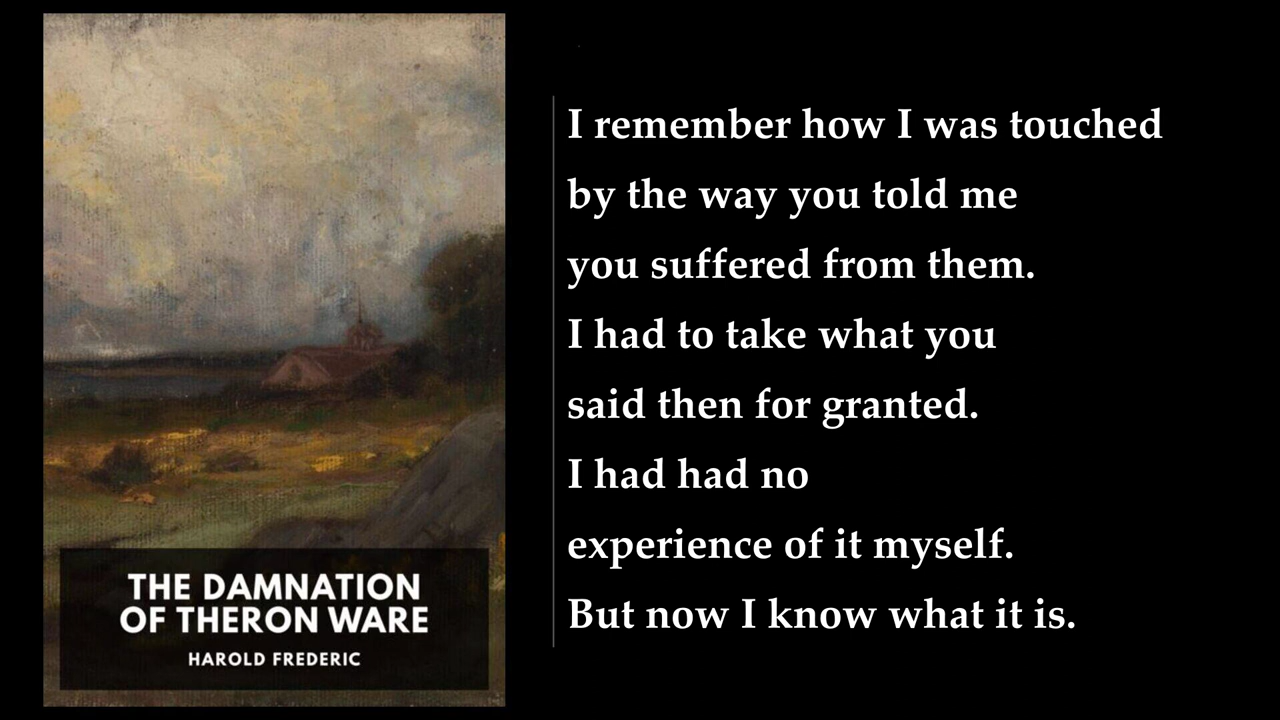 THE DAMNATION
OF THERON WARE
HAROLD FREDERIC
I remember how I was touched
by the way you told me
you suffered from them.
I had to take what you
said then for granted.
I had had no
experience of it myself.
But now I know what it is.